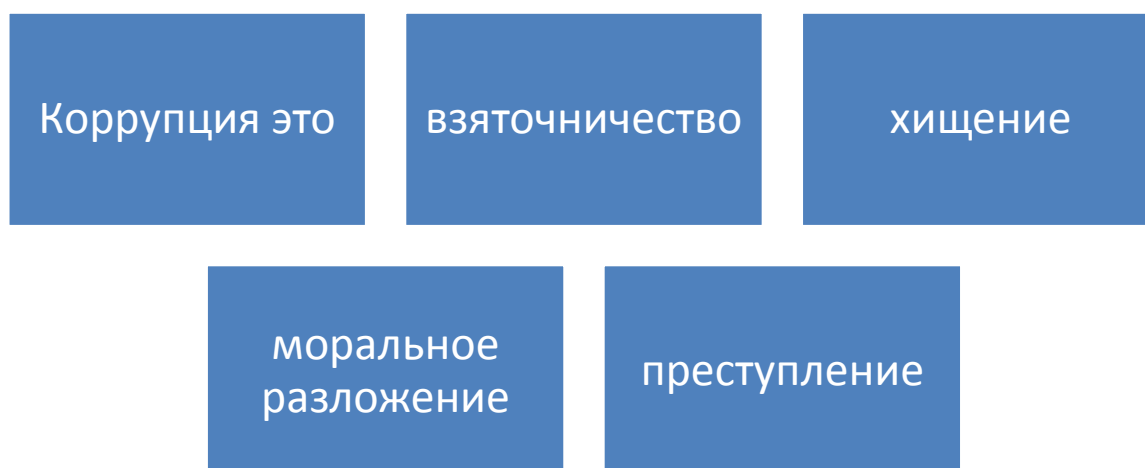 Коррупция это
взяточничество
хищение
моральное
разложение
преступление